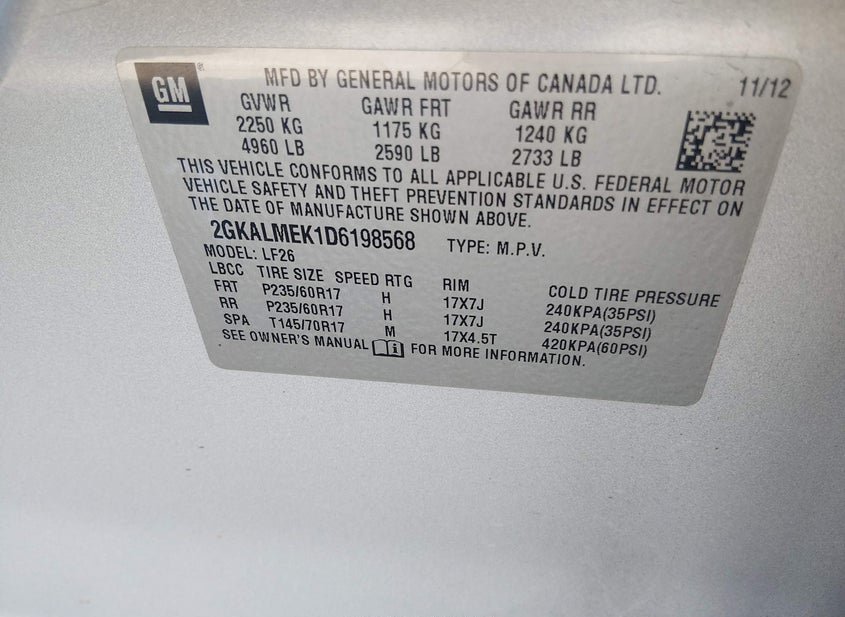 GM ® MFD BY GENERAL MOTORS OF CANADA LTD. 11/12
GVWR GAWR FRT GAWR RR
2250 KG 1175 KG 1240 KG
4960 LB 2590 LB 2733 LB
THIS VEHICLE CONFORMS TO ALL APPLICABLE U.S. FEDERAL MOTOR
VEHICLE SAFETY AND THEFT PREVENTION STANDARDS IN EFFECT ON
THE DATE OF MANUFACTURE SHOWN ABOVE.
2GKALMEK1D6198568 TYPE: M.P.V.
MODEL: LF26
LBCC TIRE SIZE SPEED RTG RIM COLD TIRE PRESSURE
FRT P235/60R17 H 17X7J 240KPA(35PSI)
RR P235/60R17 H 17X7J 240KPA(35PSI)
SPA T145/70R17 M 17X4.5T 420KPA(60PSI)
SEE OWNER'S MANUAL i FOR MORE INFORMATION.